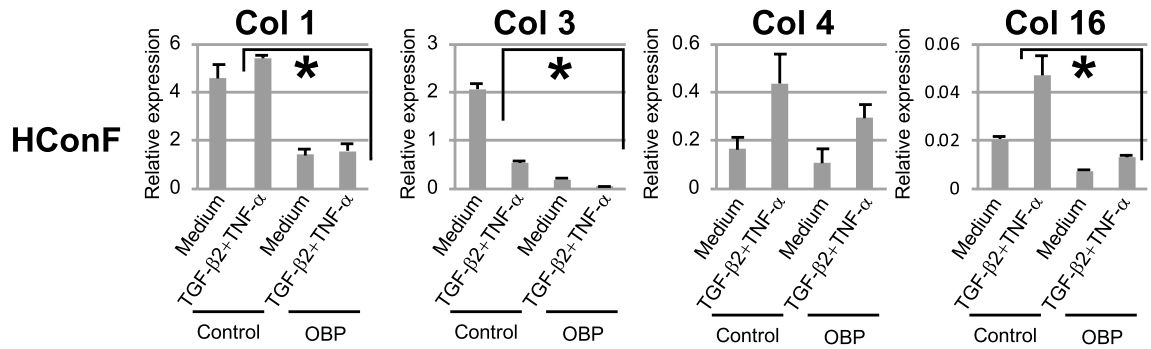 Col 1
Col 3
Col 4
Col 16
HConF
Relative expression
6
4
2
0
*
Medium
TGF-β2+TNF-α
Medium
TGF-β2+TNF-α
Control
OBP
Relative expression
3
2
1
0
*
Medium
TGF-β2+TNF-α
Medium
TGF-β2+TNF-α
Control
OBP
Relative expression
0.6
0.4
0.2
0
Medium
TGF-β2+TNF-α
Medium
TGF-β2+TNF-α
Control
OBP
Relative expression
0.06
0.04
0.02
0
*
Medium
TGF-β2+TNF-α
Medium
TGF-β2+TNF-α
Control
OBP